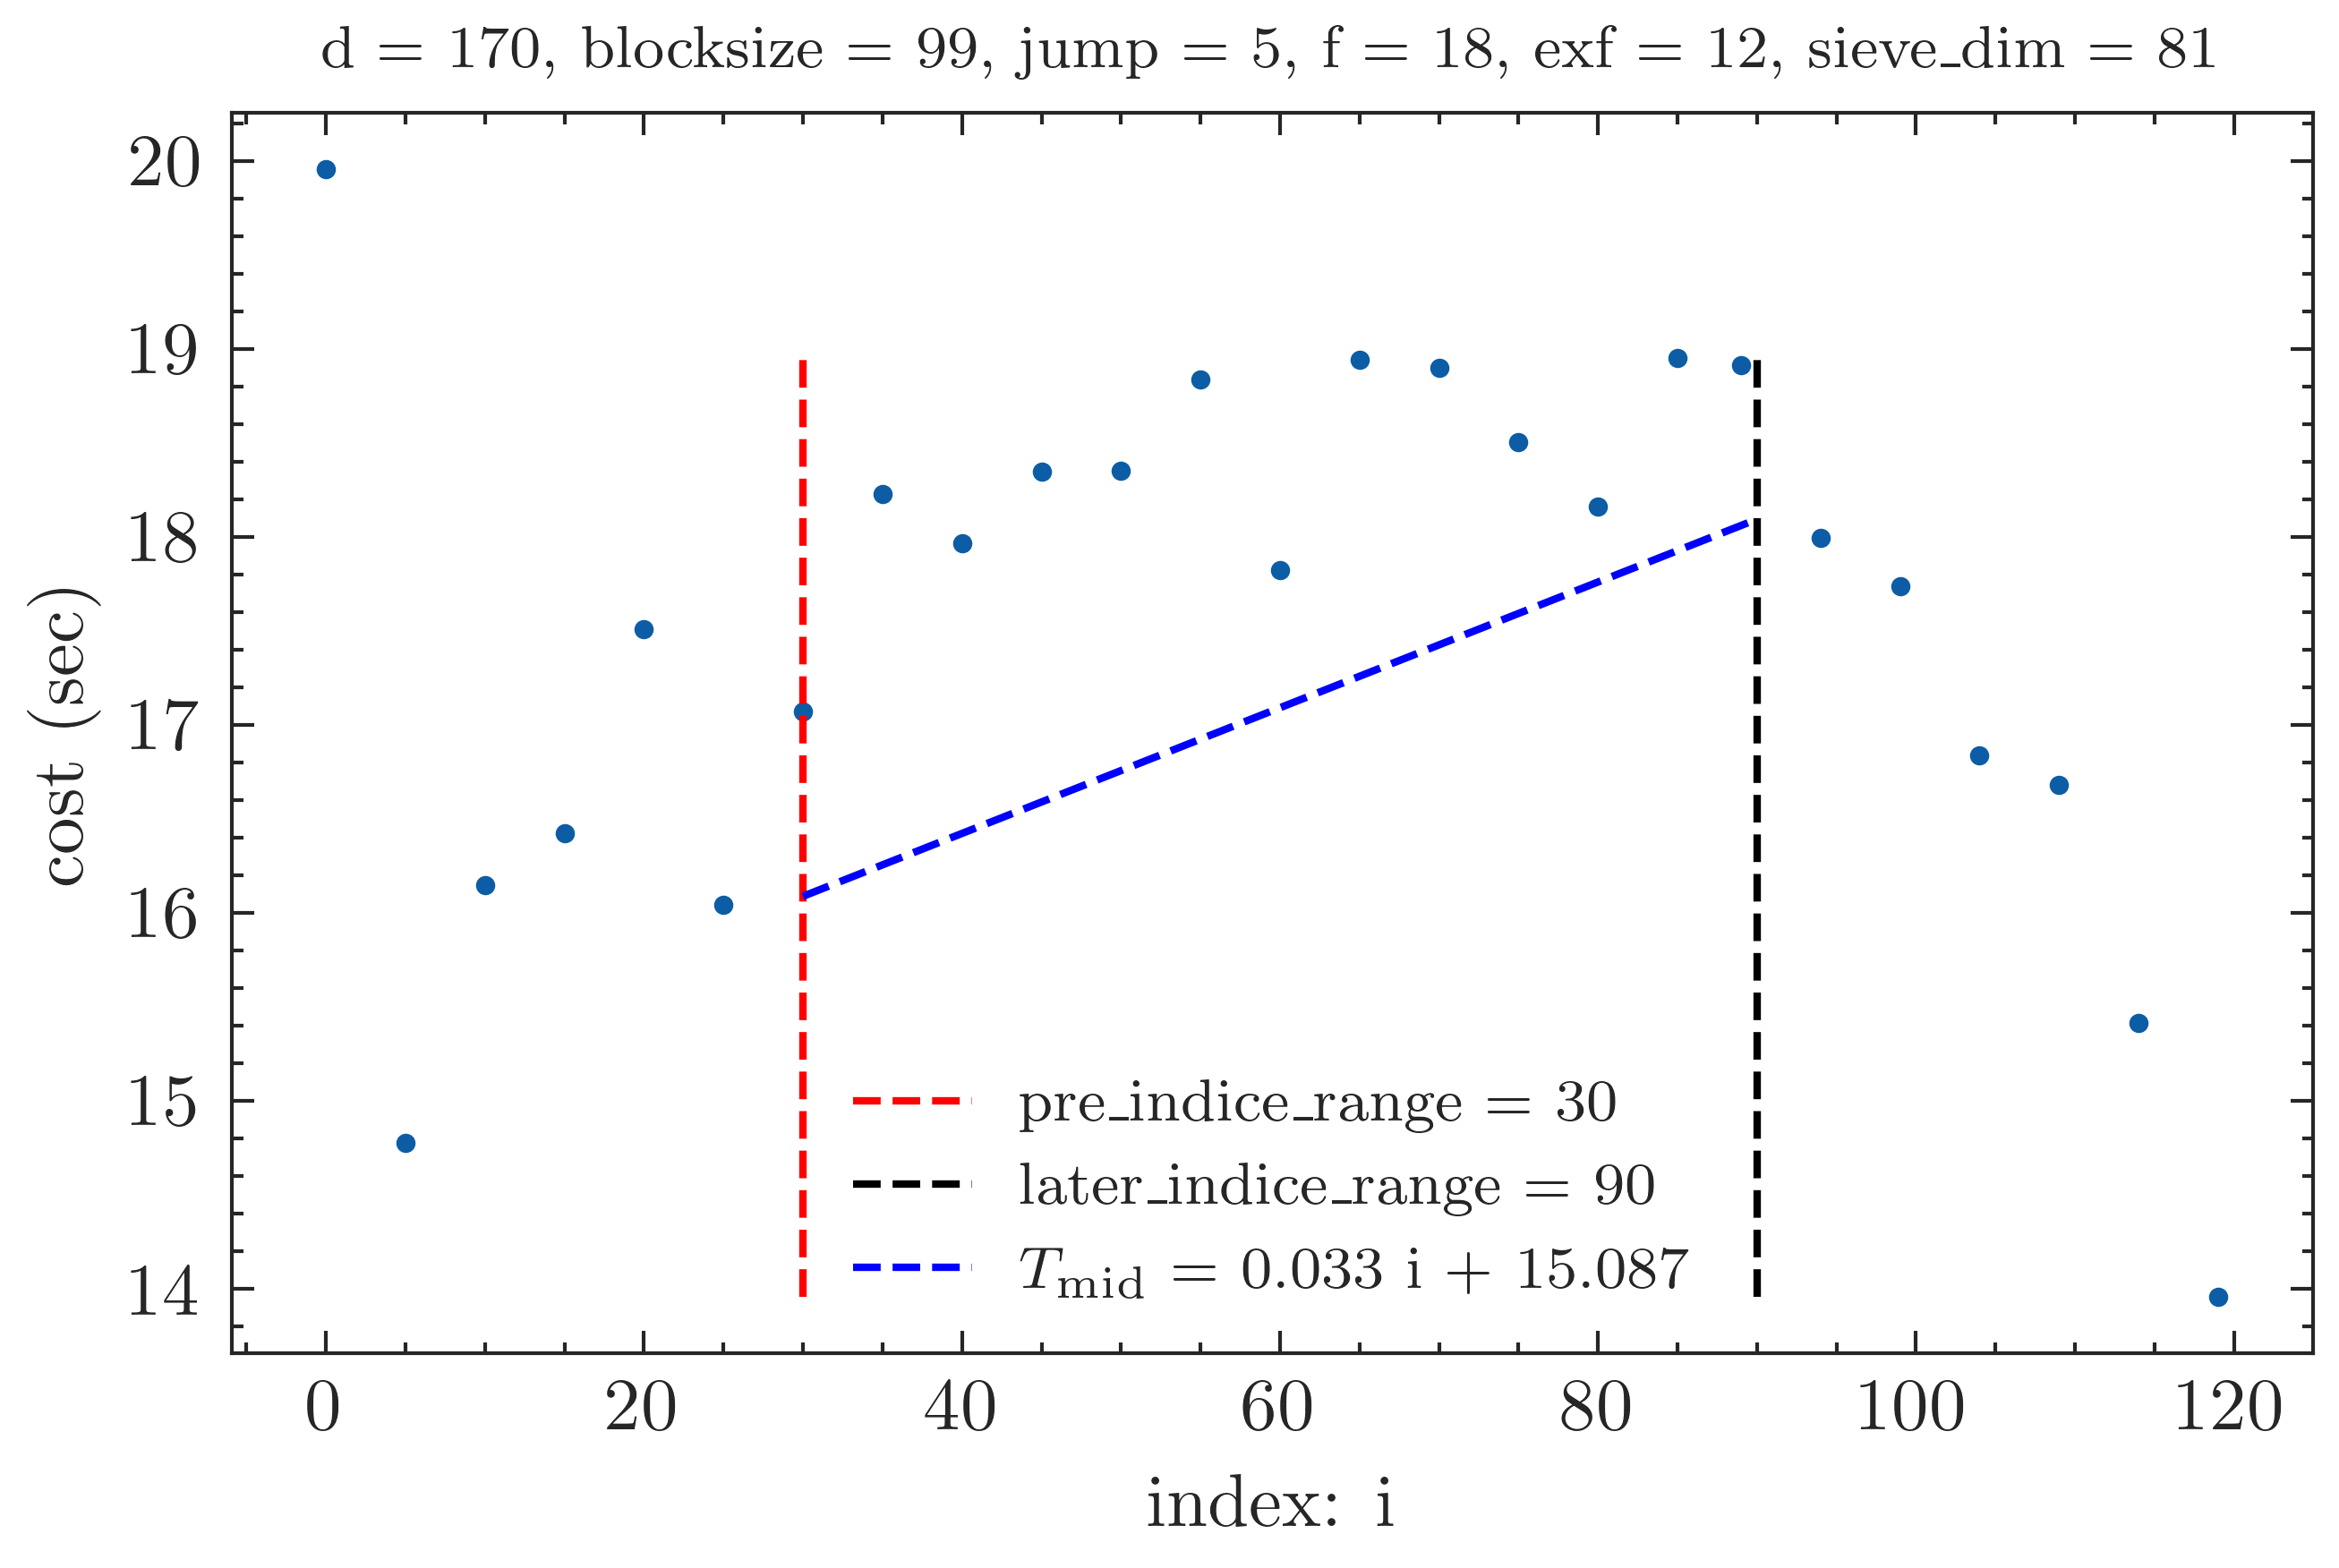 d = 170, blocksize = 99, jump = 5, f = 18, exf = 12, sieve_dim = 81
20
19
18
17
16
15
14
cost (sec)
pre_indice_range = 30
later_indice_range = 90
T_mid = 0.033 i + 15.087
0 20 40 60 80 100 120
index: i